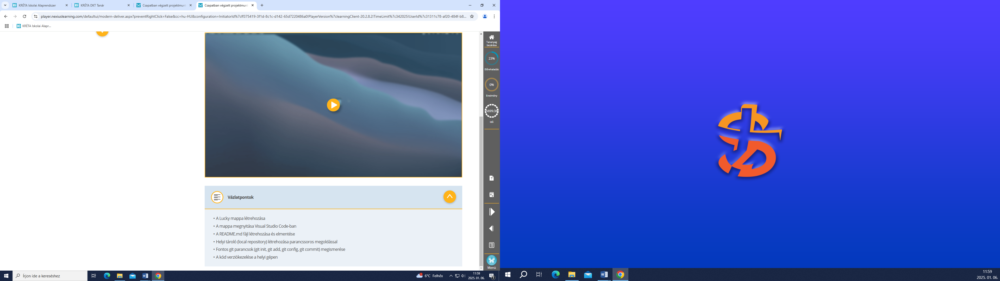 KRÉTA Iskolai Alaprendszer
KRÉTA DKT Tanár
Csapatban végzett projektmun
Csapatban végzett projektmun
player.nexiuslearning.com/defaultui/modern-deliver.aspx?preventRightClick=False&cc=hu-HU&configuration=InitiatorId%7cff375419-3f1d-8c1c-d142-65d7220486a0!PlayerVersion%7clearningClient-20.2.8.2!TimeLimit%7c342025!UserId%7c31311c78-af20-484f-b8...
KRÉTA Iskolai Alapr...
Tananyag
bezárása
23%
Előrehaladás
0%
Eredmény
5699:38
Idő
Vázlatpontok
• A Lucky mappa létrehozása
• A mappa megnyitása Visual Studio Code-ban
• A README.md fájl létrehozása és elmentése
• Helyi tároló (local repository) létrehozása parancssoros megoldással
• Fontos git parancsok (git init, git add, git config, git commit) megismerése
• A kód verziókezelése a helyi gépen
Menü
Írjon ide a kereséshez
6°C Felhős
11:59
2025. 01. 06.
11:59
2025. 01. 06.